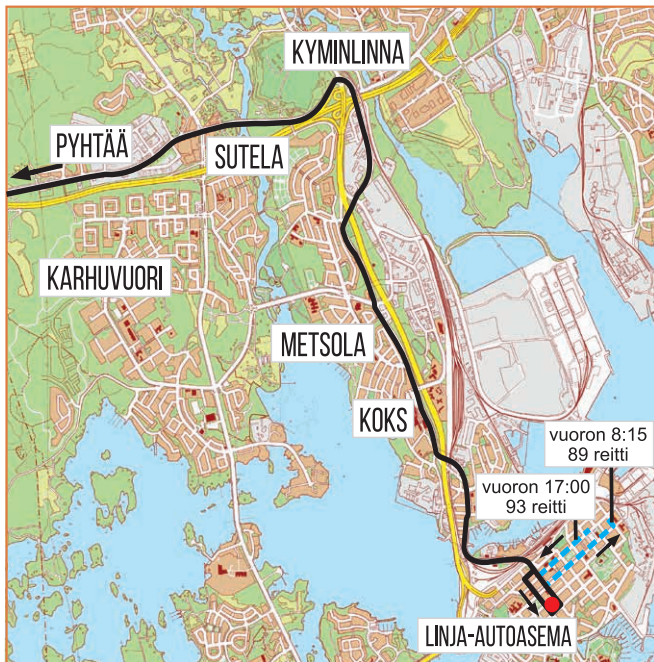 KYMINLINNA
PYHTÄÄ
SUTELA
KARHUVUORI
METSOLA
KOKS
vuoron 8:15
89 reitti
vuoron 17:00
93 reitti
LINJA-AUTOASEMA